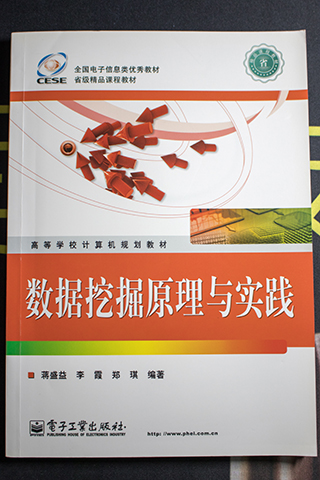 CESE
全国电子信息类优秀教材
省级精品课程教材
省
高等学校计算机规划教材
数据挖掘原理与实践
蒋盛益 李霞 郑琪 编著
电子工业出版社
PUBLISHING HOUSE OF ELECTRONICS INDUSTRY
http://www.phei.com.cn